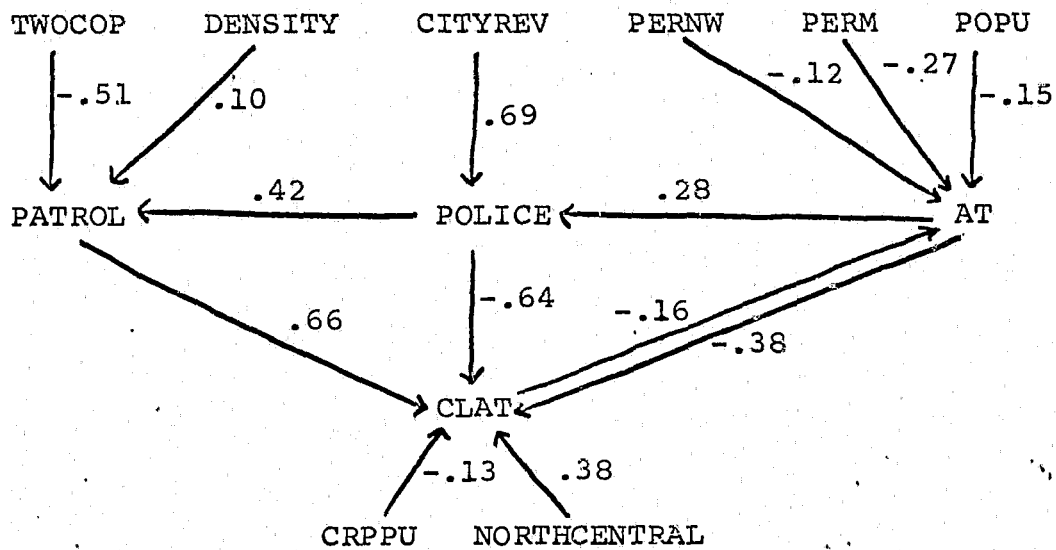 TWOCOP DENSITY CITYREV PERNW PERM POPU
-.51 .10 .69 -.12 -.27 -.15
.42 .28
PATROL POLICE AT
.66 -.64 -.16
-.38
CLAT
-.13 .38
CRPPU NORTHCENTRAL